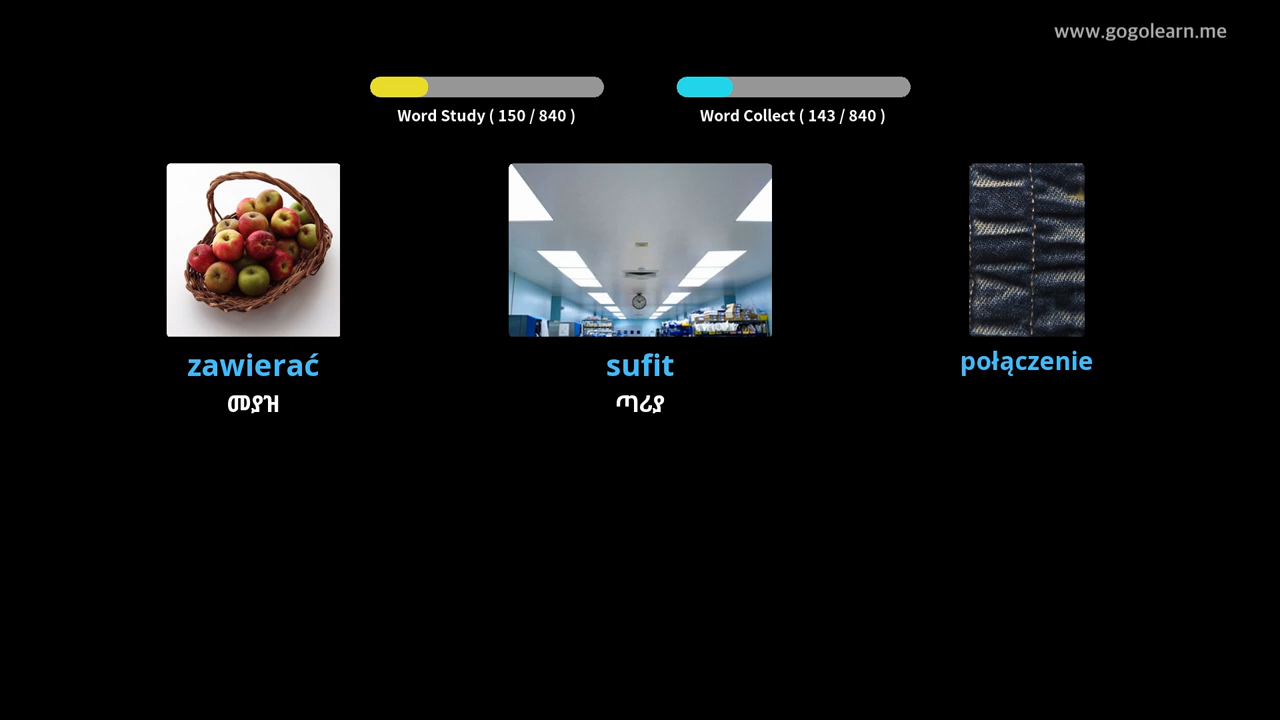 www.gogolearn.me
Word Study ( 150 / 840 )
Word Collect ( 143 / 840 )
zawierać
መያዝ
sufit
ጣሪያ
połączenie